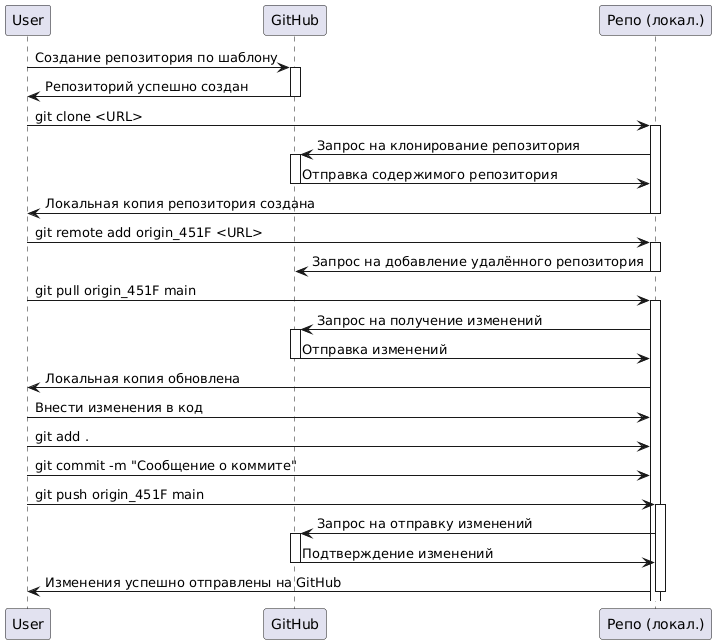 User GitHub Репо (локал.)
Создание репозитория по шаблону
Репозиторий успешно создан
git clone <URL>
Запрос на клонирование репозитория
Отправка содержимого репозитория
Локальная копия репозитория создана
git remote add origin_451F <URL>
Запрос на добавление удалённого репозитория
git pull origin_451F main
Запрос на получение изменений
Отправка изменений
Локальная копия обновлена
Внести изменения в код
git add .
git commit -m "Сообщение о коммите"
git push origin_451F main
Запрос на отправку изменений
Подтверждение изменений
Изменения успешно отправлены на GitHub
User GitHub Репо (локал.)